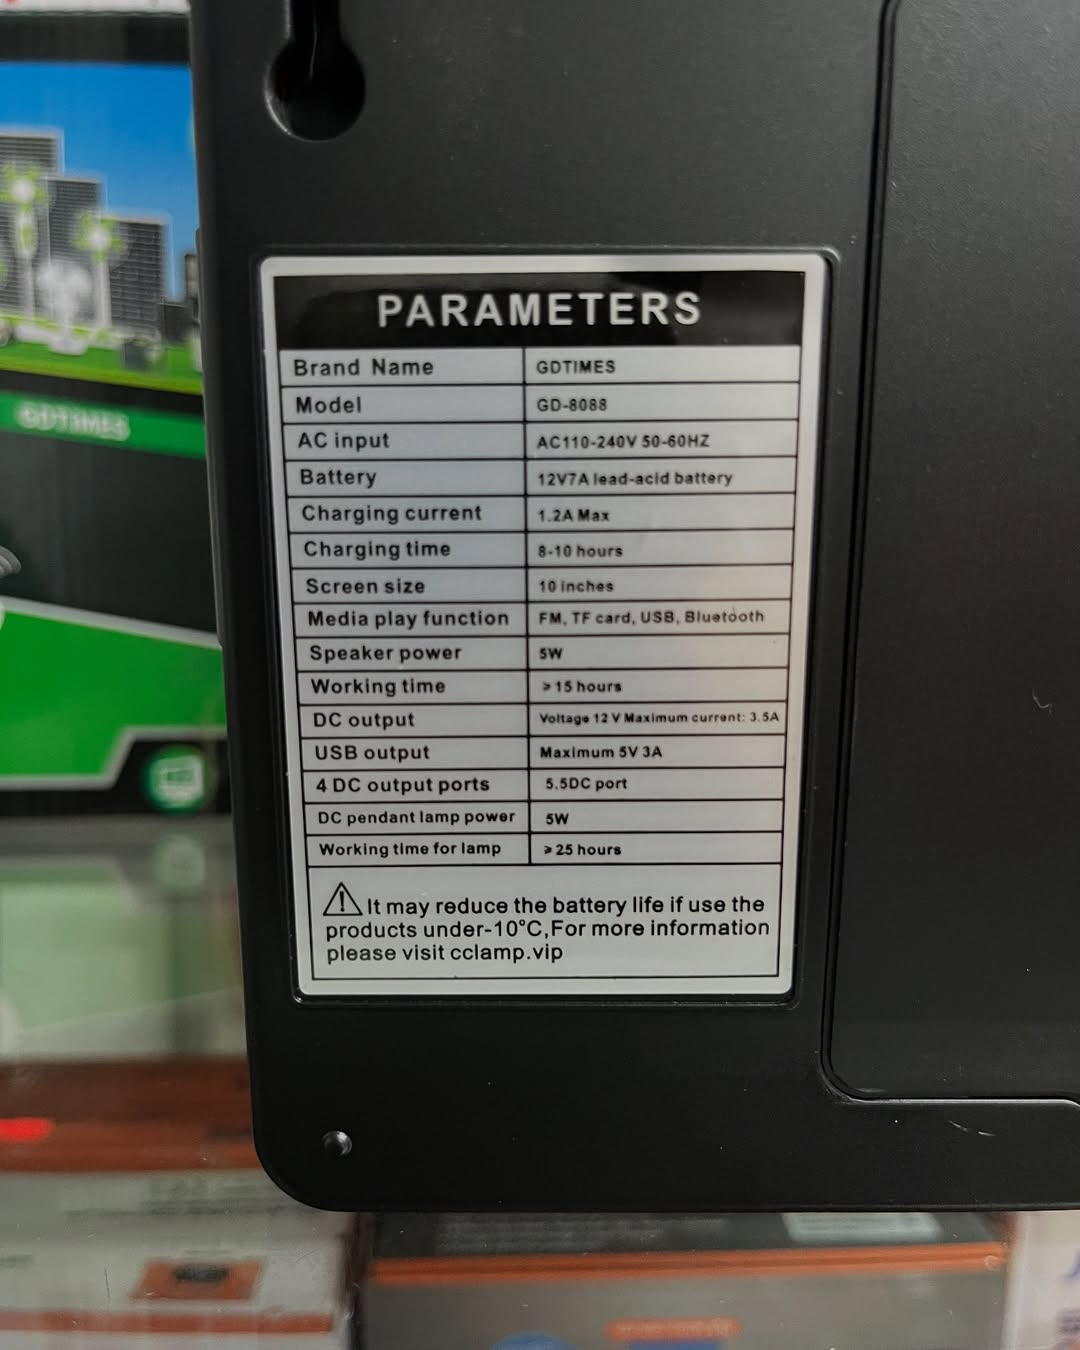 GDTIMES
PARAMETERS
Brand Name GDTIMES
Model GD-8088
AC input AC110-240V 50-60HZ
Battery 12V7A lead-acid battery
Charging current 1.2A Max
Charging time 8-10 hours
Screen size 10 inches
Media play function FM, TF card, USB, Bluetooth
Speaker power 5W
Working time ≥15 hours
DC output Voltage 12 V Maximum current: 3.5A
USB output Maximum 5V 3A
4 DC output ports 5.5DC port
DC pendant lamp power 5W
Working time for lamp ≥25 hours
It may reduce the battery life if use the
products under-10°C,For more information
please visit cclamp.vip